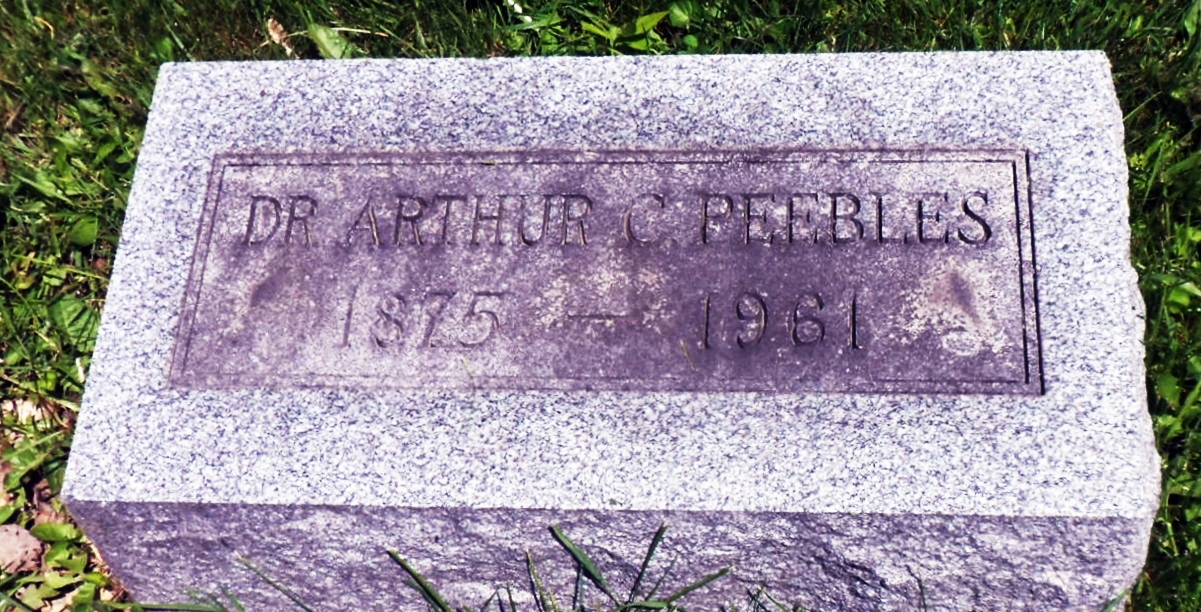 DR. ARTHUR C. PEEBLES
1875 — 1961